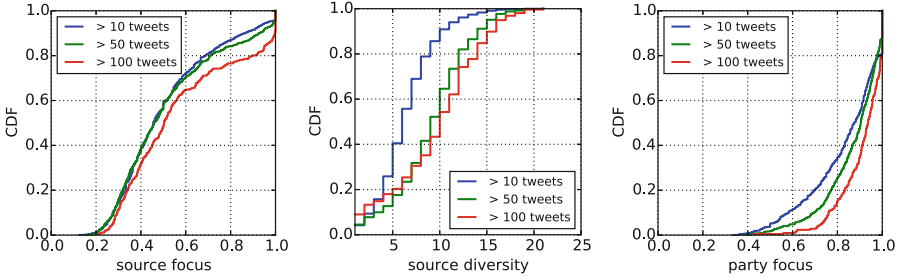 1.0
0.8
0.6
0.4
0.2
0.0
CDF
> 10 tweets
> 50 tweets
> 100 tweets
0.0 0.2 0.4 0.6 0.8 1.0
source focus
1.0
0.8
0.6
0.4
0.2
0.0
CDF
> 10 tweets
> 50 tweets
> 100 tweets
5 10 15 20 25
source diversity
1.0
0.8
0.6
0.4
0.2
0.0
CDF
> 10 tweets
> 50 tweets
> 100 tweets
0.0 0.2 0.4 0.6 0.8 1.0
party focus